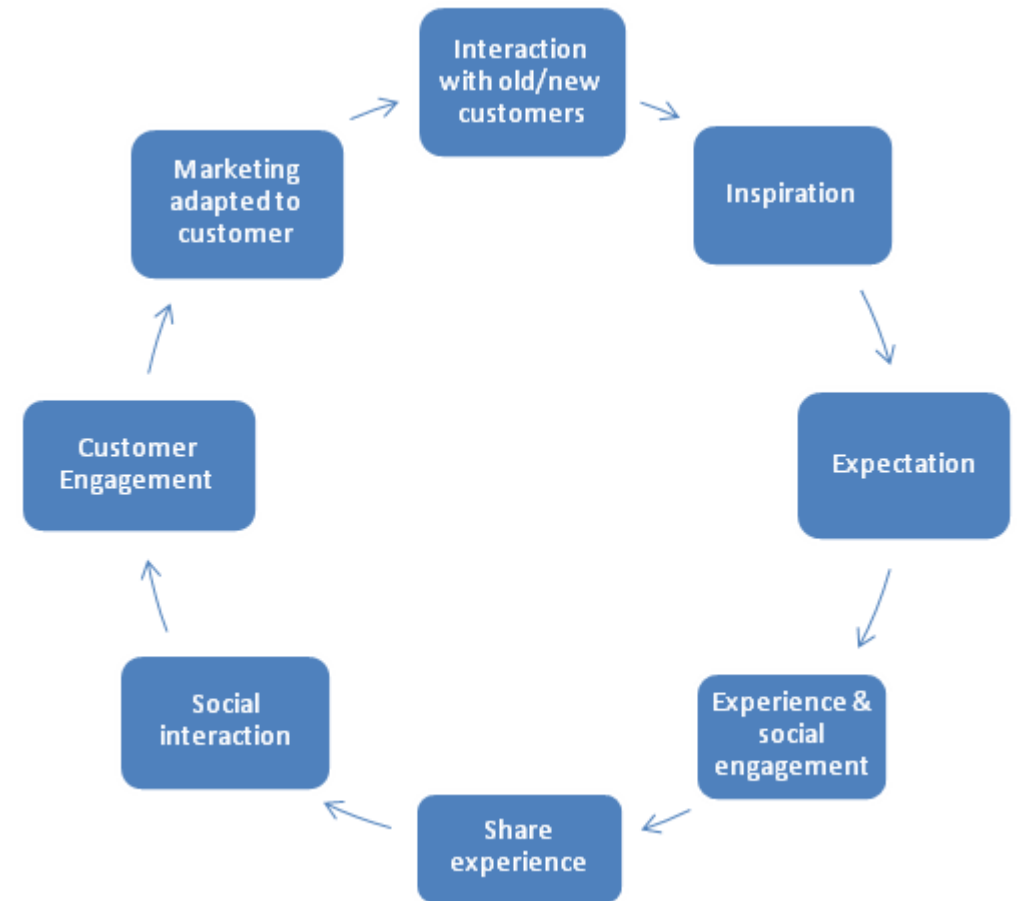 Interaction
with old/new
customers
Inspiration
Expectation
Experience &
social
engagement
Share
experience
Social
interaction
Customer
Engagement
Marketing
adapted to
customer